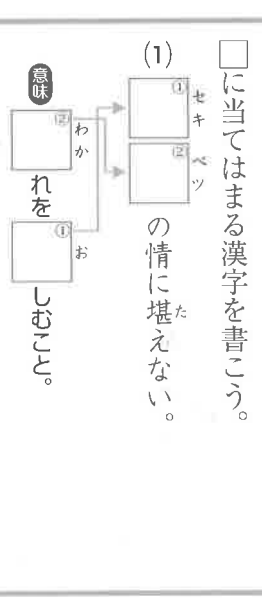 □に当てはまる漢字を書こう。
(1) ①セキ ②ベツ の情に堪えない。
意味 ②わか れを ①お しむこと。
た